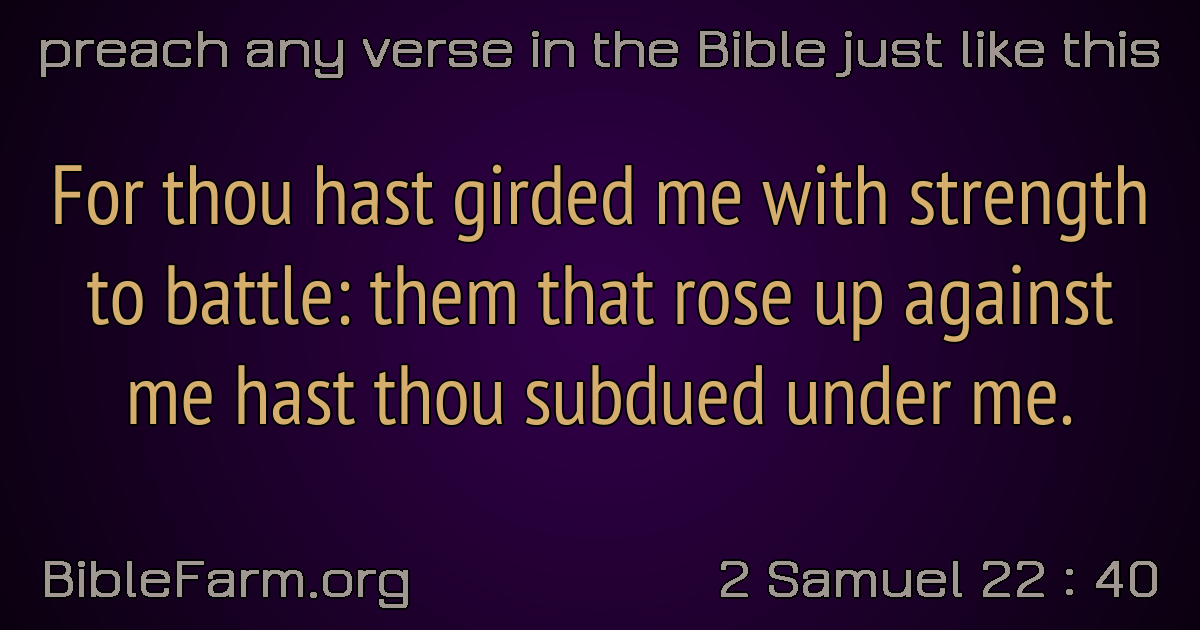 preach any verse in the Bible just like this
For thou hast girded me with strength
to battle: them that rose up against
me hast thou subdued under me.
BibleFarm.org
2 Samuel 22 : 40